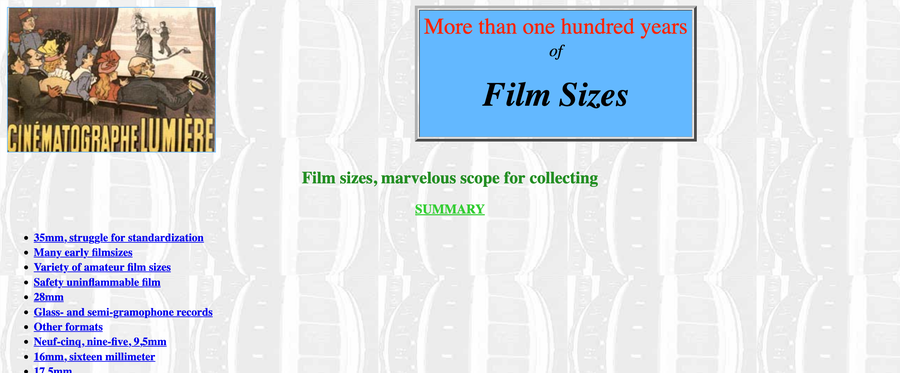 CINÉMATOGRAPHE LUMIÈRE
More than one hundred years
of
Film Sizes
Film sizes, marvelous scope for collecting
SUMMARY
35mm, struggle for standardization
Many early filmsizes
Variety of amateur film sizes
Safety uninflammable film
28mm
Glass- and semi-gramophone records
Other formats
Neuf-cinq, nine-five, 9,5mm
16mm, sixteen millimeter
17,5mm